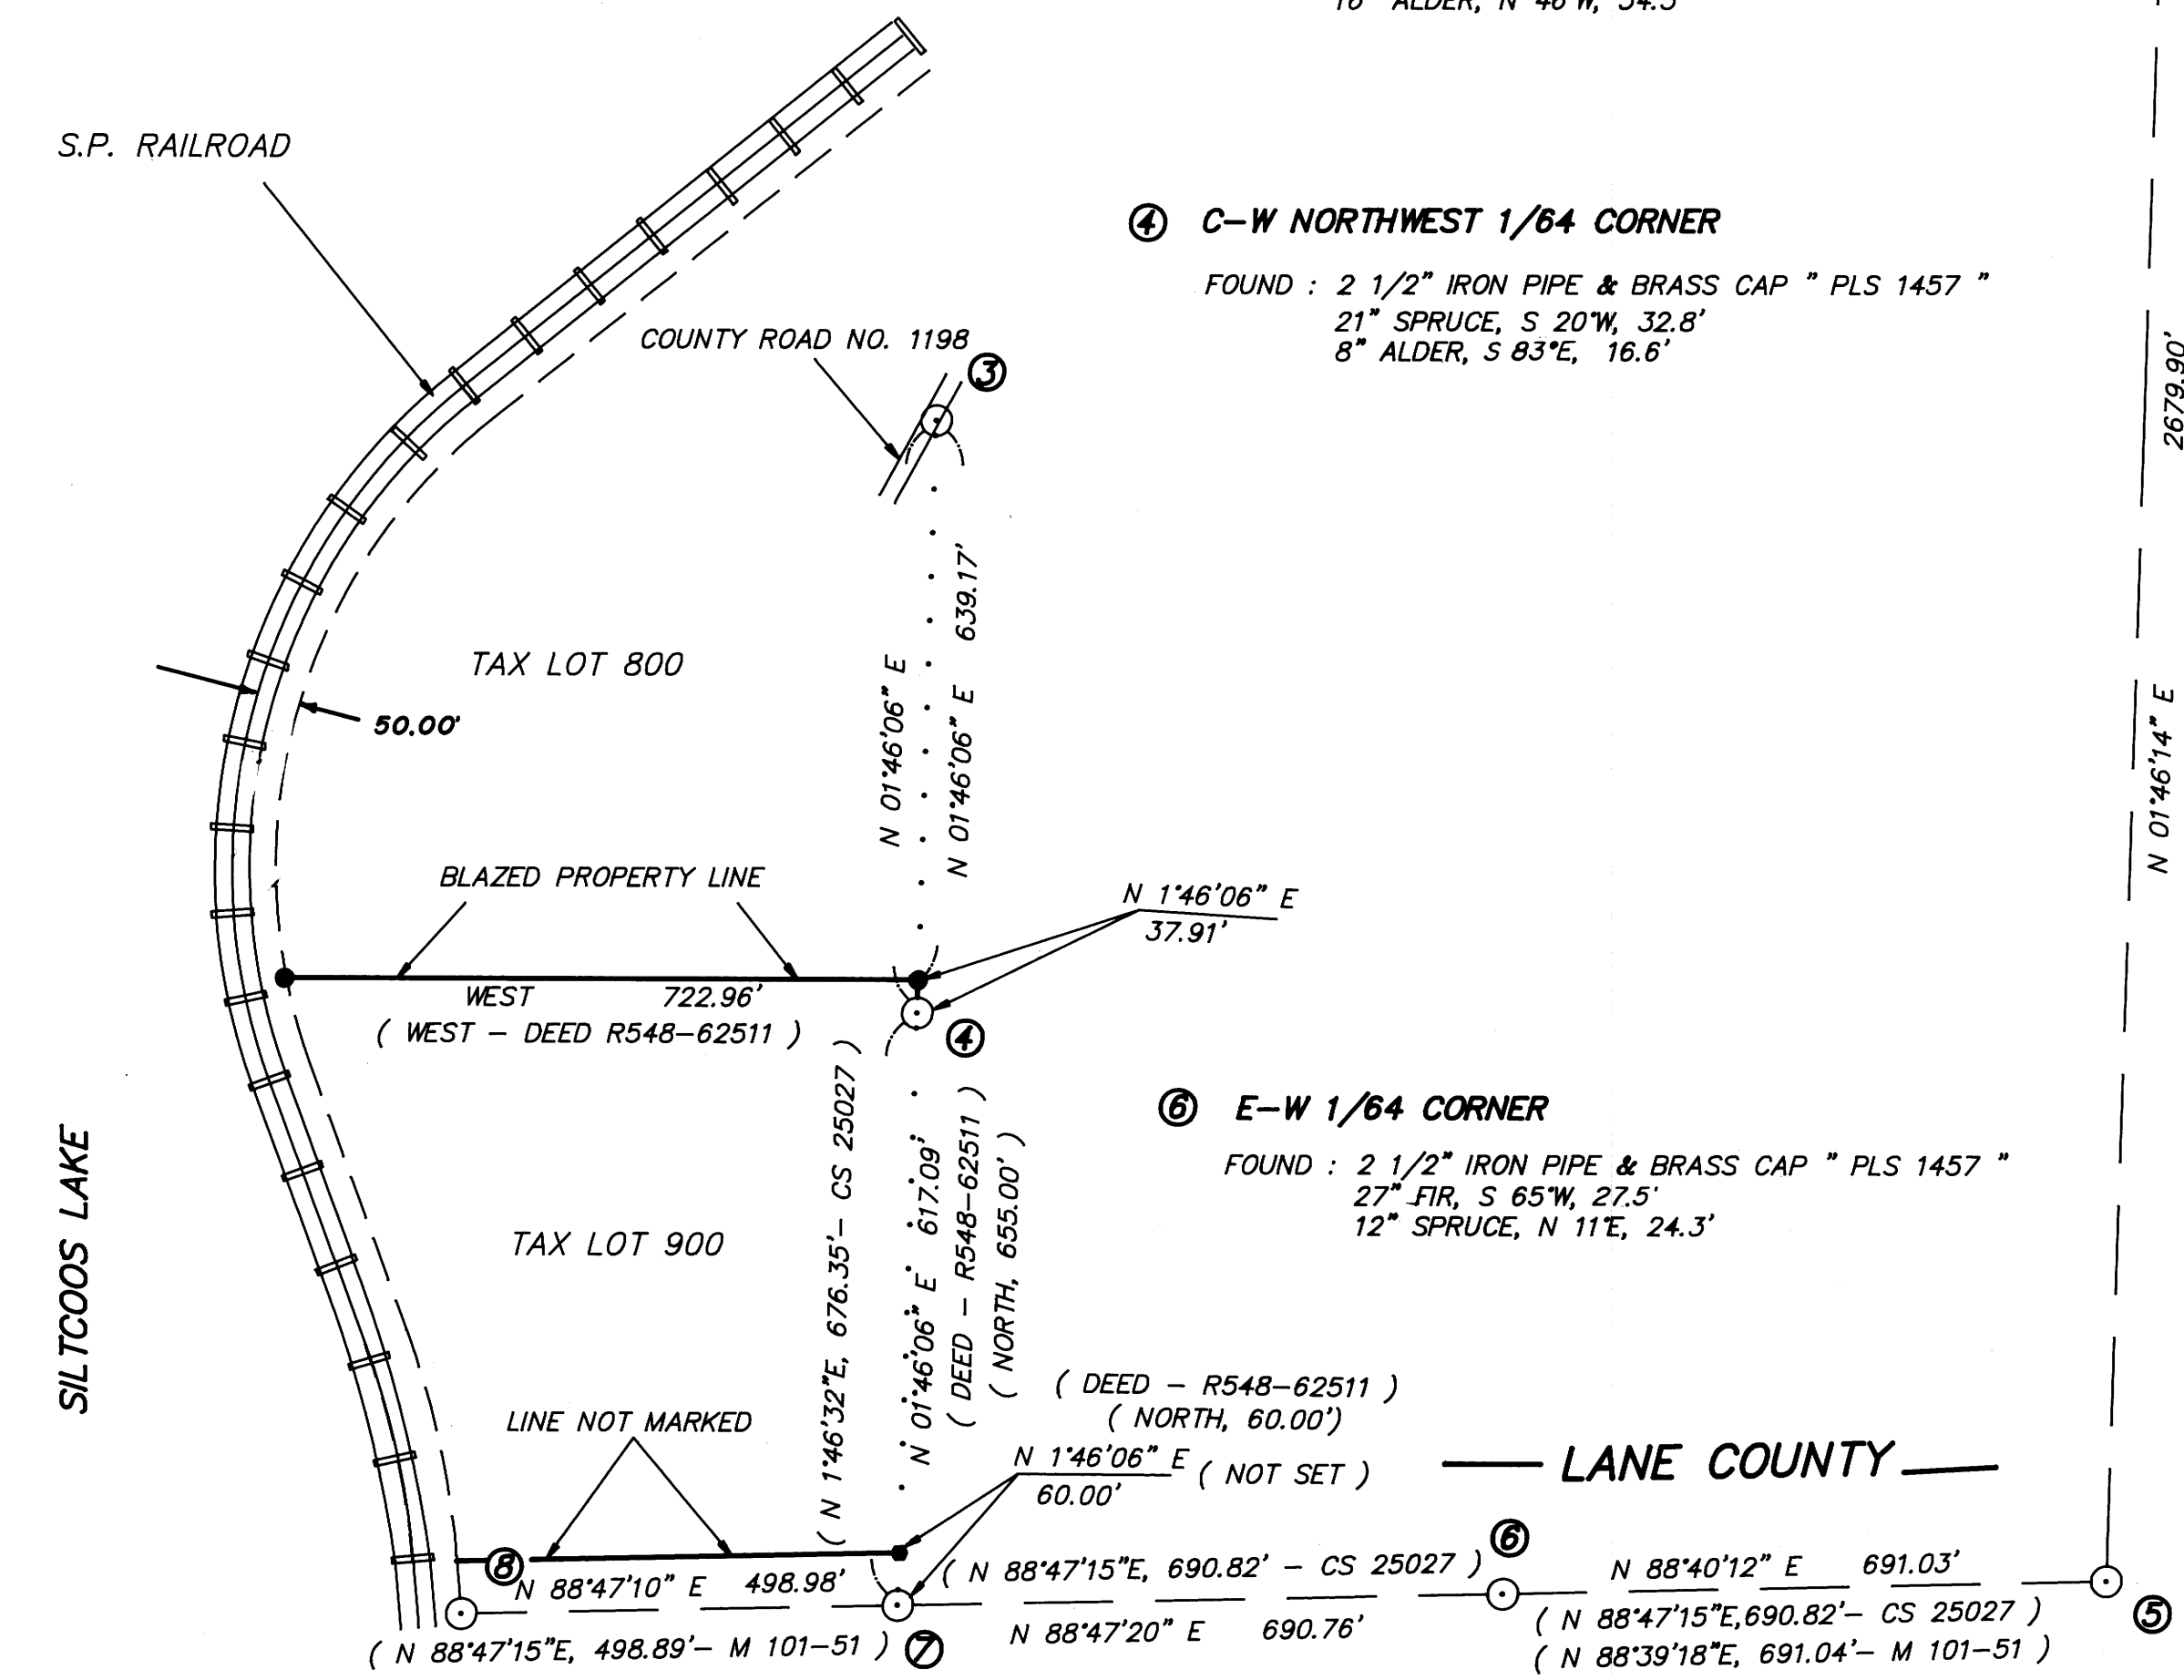 16" ALDER, N 46°W, 34.5'
S.P. RAILROAD
④ C-W NORTHWEST 1/64 CORNER
FOUND : 2 1/2" IRON PIPE & BRASS CAP " PLS 1457 "
21" SPRUCE, S 20°W, 32.8'
8" ALDER, S 83°E, 16.6'
COUNTY ROAD NO. 1198
③
2679.90'
N 01°46'14" E
N 01°46'06" E
N 01°46'06" E 639.17'
TAX LOT 800
50.00'
BLAZED PROPERTY LINE
N 1°46'06" E
37.91'
WEST 722.96'
( WEST - DEED R548-62511 )
④
⑥ E-W 1/64 CORNER
FOUND : 2 1/2" IRON PIPE & BRASS CAP " PLS 1457 "
27" FIR, S 65°W, 27.5'
12" SPRUCE, N 11°E, 24.3'
SILTCOOS LAKE
TAX LOT 900
( N 1°46'32"E, 676.35'- CS 25027 )
N 01°46'06" E 617.09'
( DEED - R548-62511 )
( NORTH, 655.00' )
( DEED - R548-62511 )
( NORTH, 60.00')
N 1°46'06" E ( NOT SET )
60.00'
LINE NOT MARKED
LANE COUNTY
⑧
N 88°47'10" E 498.98'
( N 88°47'15"E, 498.89'- M 101-51 )
⑦
( N 88°47'15"E, 690.82' - CS 25027 )
N 88°47'20" E 690.76'
⑥
N 88°40'12" E 691.03'
( N 88°47'15"E,690.82'- CS 25027 )
( N 88°39'18"E, 691.04'- M 101-51 )
⑤